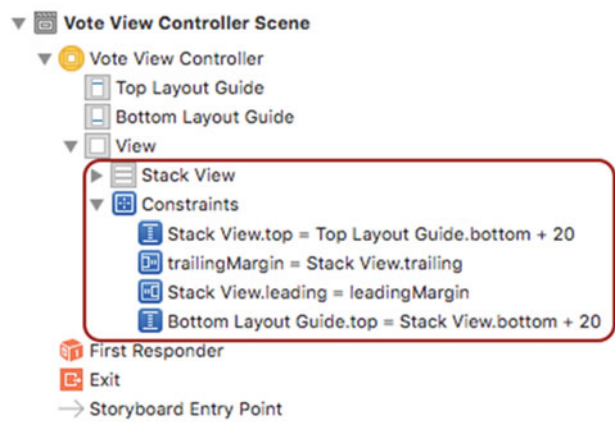 Vote View Controller Scene
Vote View Controller
Top Layout Guide
Bottom Layout Guide
View
Stack View
Constraints
Stack View.top = Top Layout Guide.bottom + 20
trailingMargin = Stack View.trailing
Stack View.leading = leadingMargin
Bottom Layout Guide.top = Stack View.bottom + 20
First Responder
Exit
Storyboard Entry Point